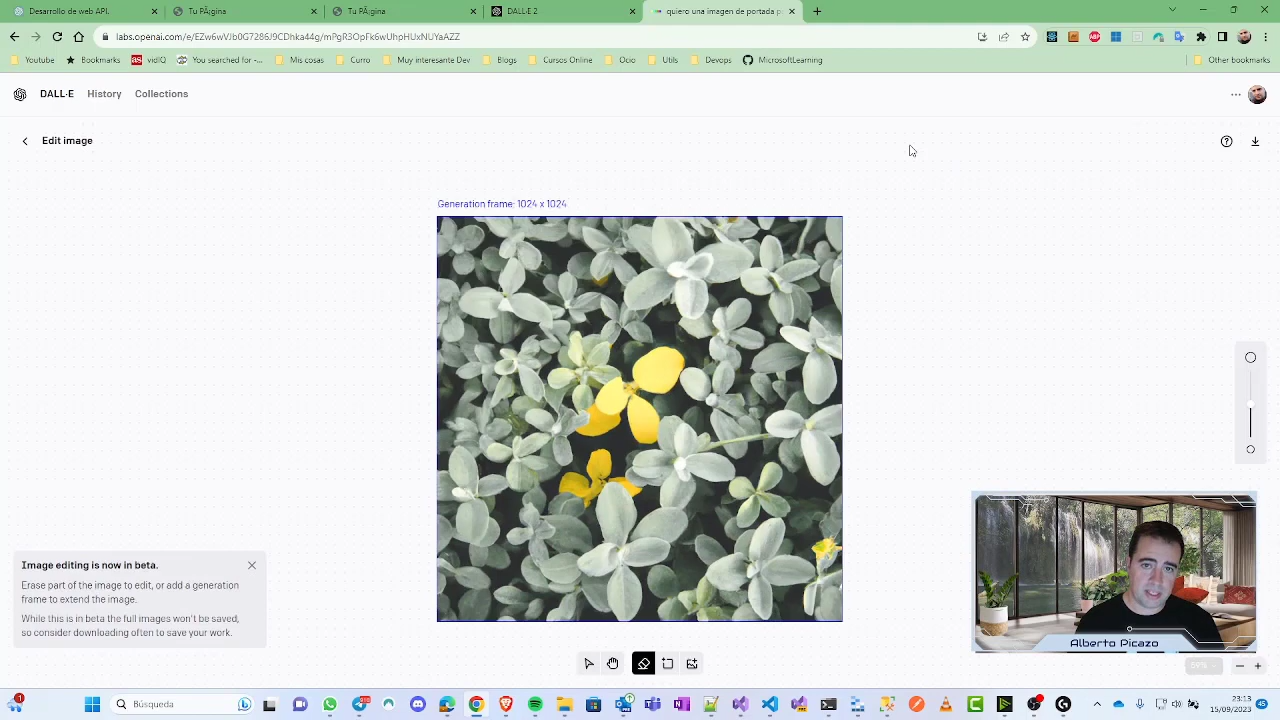 Desarrollo de web API.
Tu PÃ¡gina
Tu PÃ¡gina
DALL·E 2
quiero una imagen de portada p
labs.openai.com/e/EZw6wVJb0G7286J9CDhka44g/mPgR3OpFk6wUhpHUxNUYaAZZ
Youtube
Bookmarks
vidIQ
You searched for -...
Mis cosas
Curro
Muy interesante Dev
Blogs
Cursos Online
Ocio
Utils
Devops
MicrosoftLearning
Other bookmarks
DALL·E
History
Collections
Edit image
Generation frame: 1024 x 1024
Image editing is now in beta.
Erase part of the image to edit, or add a generation
frame to extend the image.
While this is in beta the full images won't be saved,
so consider downloading often to save your work.
Alberto Picazo
59%
Búsqueda
23:13
15/09/2023